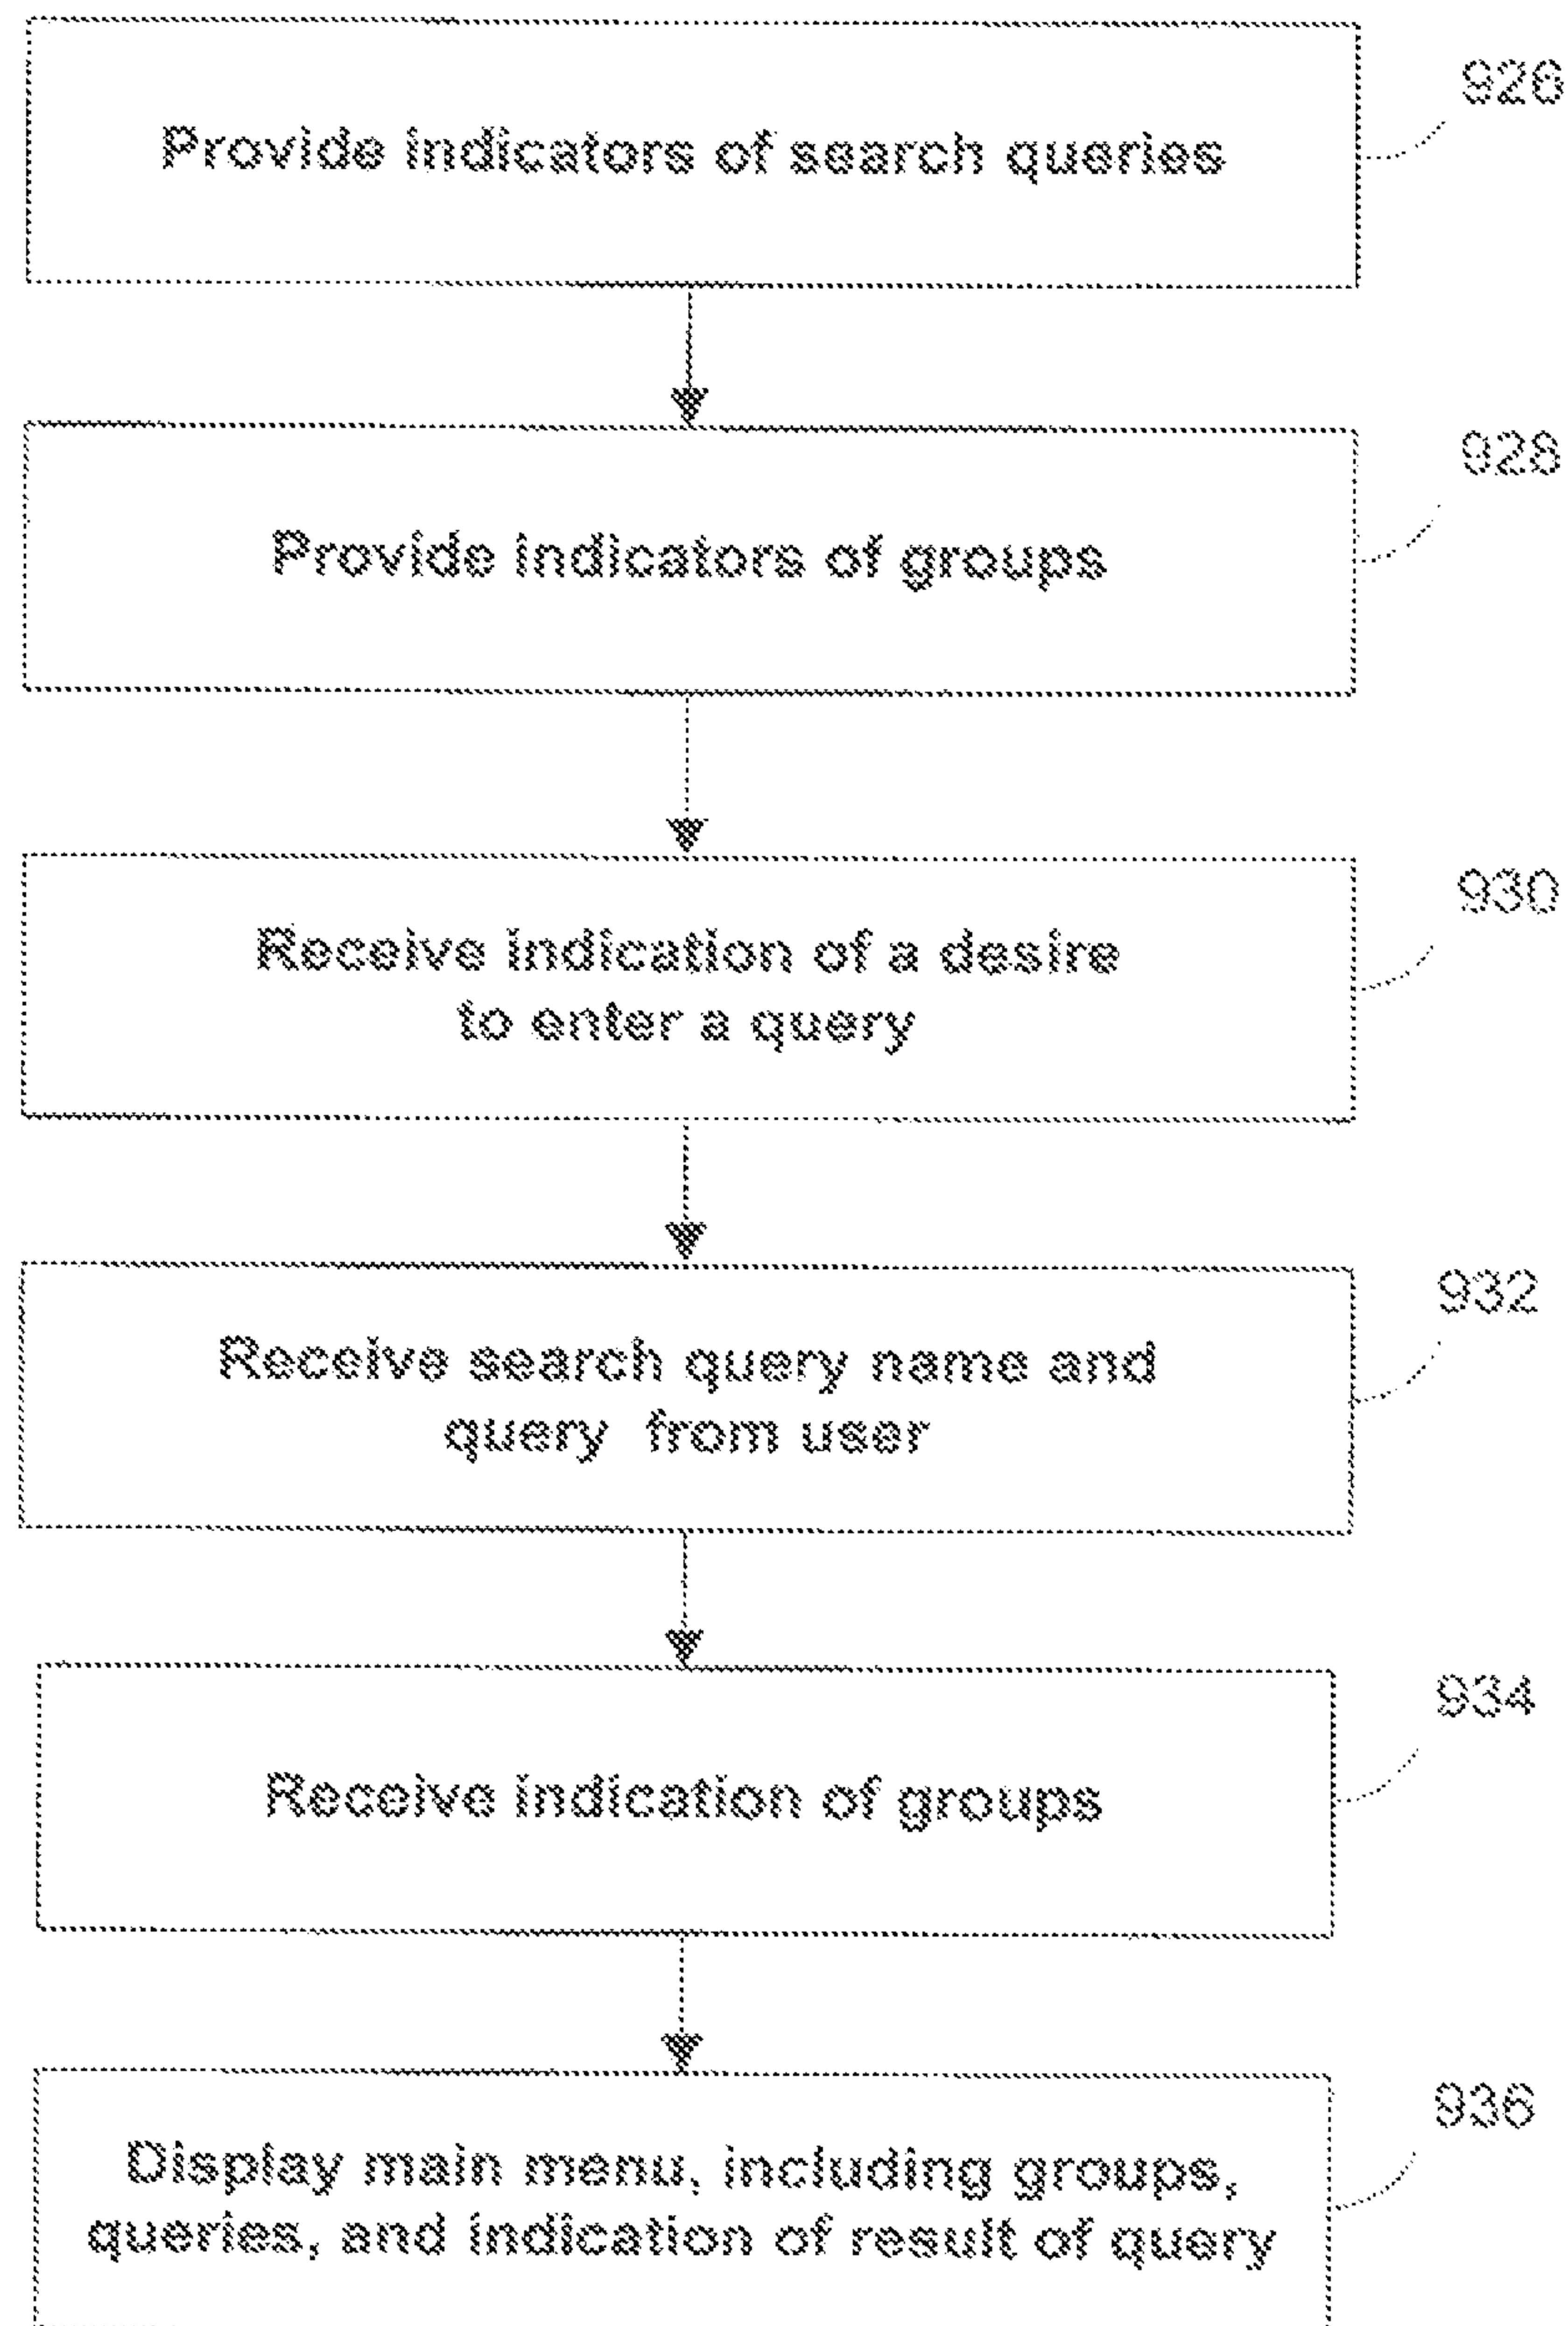 Provide indicators of search queries
926
Provide indicators of groups
928
Receive indication of a desire
to enter a query
930
Receive search query name and
query from user
932
Receive indication of groups
934
Display main menu, including groups,
queries, and indication of result of query
936